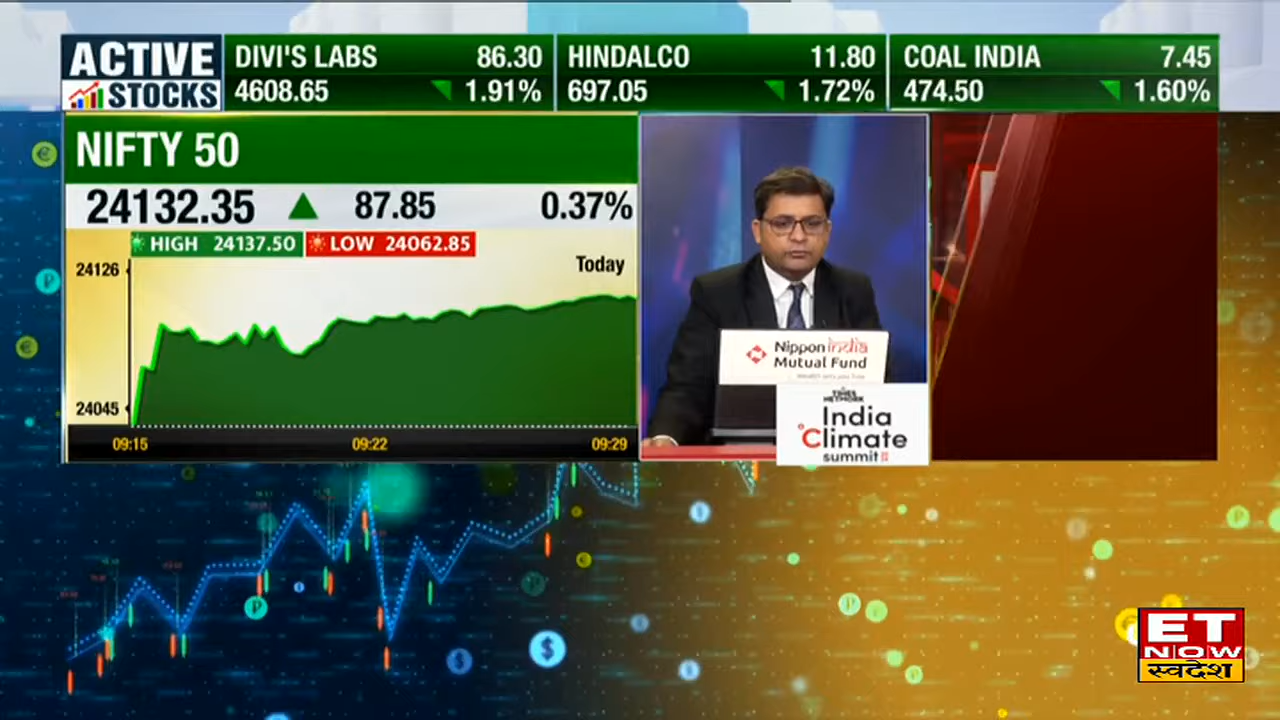 ACTIVE
STOCKS
DIVI'S LABS 86.30
4608.65 1.91%
HINDALCO 11.80
697.05 1.72%
COAL INDIA 7.45
474.50 1.60%
NIFTY 50
24132.35 87.85 0.37%
HIGH 24137.50 LOW 24062.85
Today
24126
24045
09:15 09:22 09:29
Nippon india
Mutual Fund
TIMES
NETWORK
India
Climate
summit
ET
NOW
स्वदेश